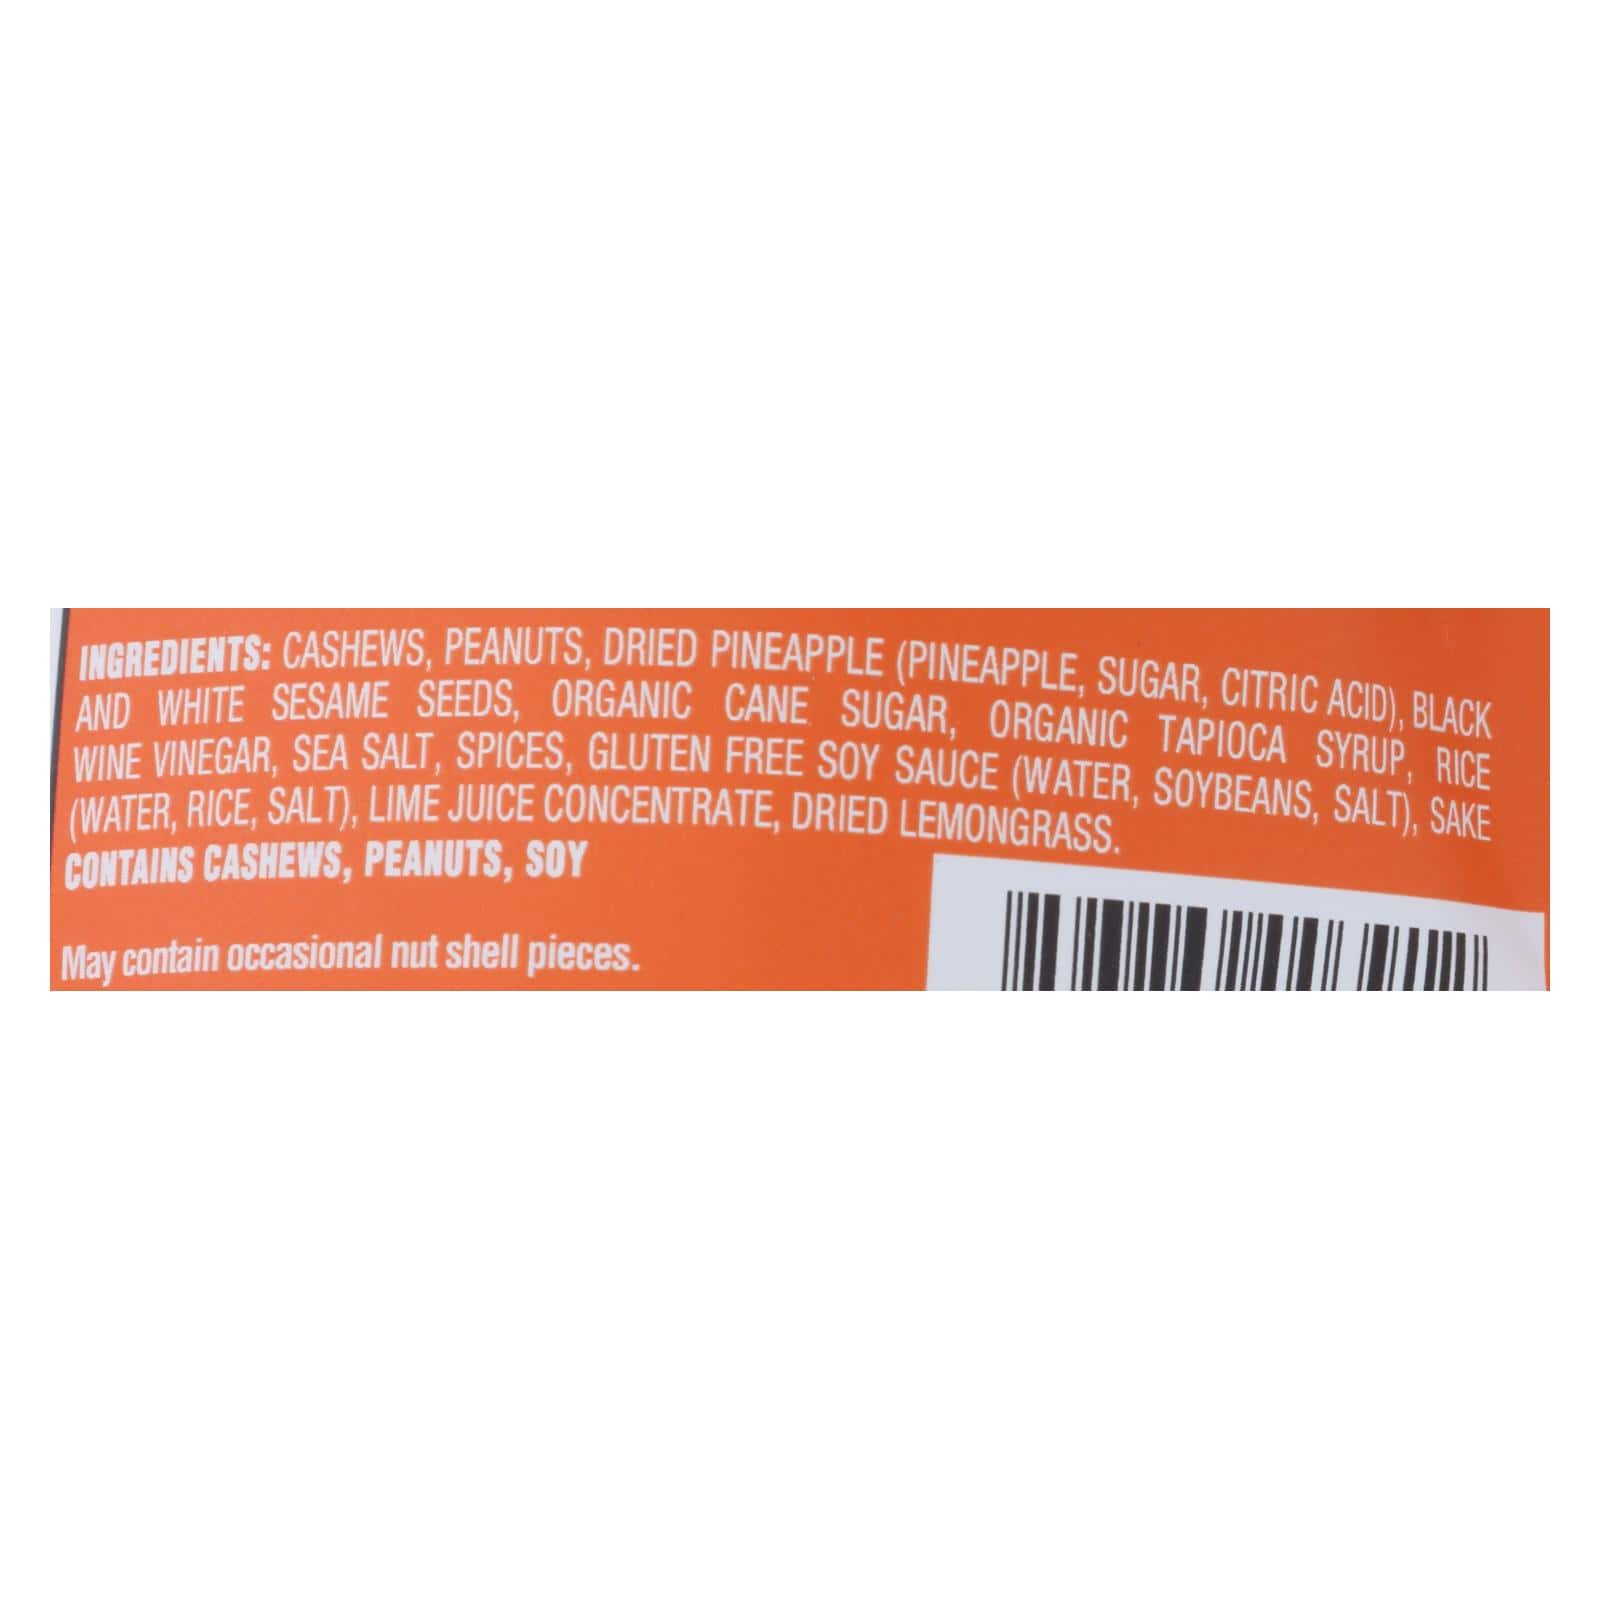 INGREDIENTS: CASHEWS, PEANUTS, DRIED PINEAPPLE (PINEAPPLE, SUGAR, CITRIC ACID), BLACK
AND WHITE SESAME SEEDS, ORGANIC CANE SUGAR, ORGANIC TAPIOCA SYRUP, RICE
WINE VINEGAR, SEA SALT, SPICES, GLUTEN FREE SOY SAUCE (WATER, SOYBEANS, SALT), SAKE
(WATER, RICE, SALT), LIME JUICE CONCENTRATE, DRIED LEMONGRASS.
CONTAINS CASHEWS, PEANUTS, SOY
May contain occasional nut shell pieces.